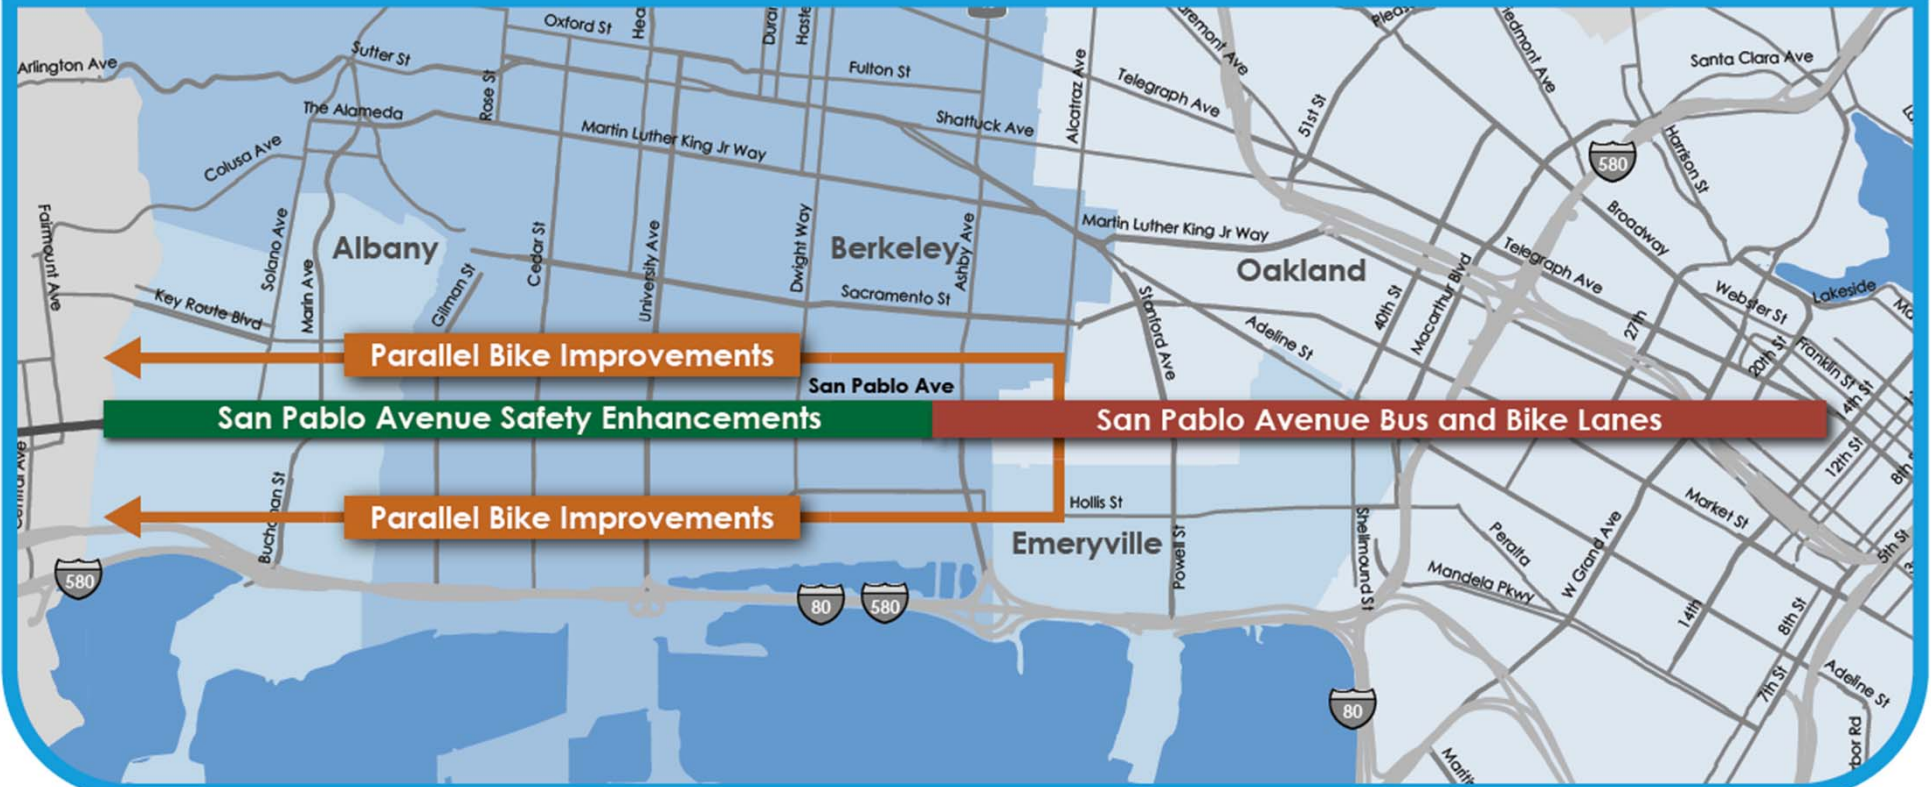 Oxford St
Sutter St
Arlington Ave
Fulton St
Rose St
The Alameda
Colusa Ave
Martin Luther King Jr Way
Shattuck Ave
Alcatraz Ave
Telegraph Ave
51st St
Santa Clara Ave
580
Harrison St
Fairmount Ave
Solano Ave
Albany
Marin Ave
Gilman St
Cedar St
University Ave
Dwight Way
Berkeley
Ashby Ave
Sacramento St
Key Route Blvd
Martin Luther King Jr Way
Oakland
Stanford Ave
Adeline St
40th St
Macarthur Blvd
Telegraph Ave
Broadway
Webster St
Lakeside
27th
20th St
Franklin St
14th St
Parallel Bike Improvements
San Pablo Ave
San Pablo Avenue Safety Enhancements
San Pablo Avenue Bus and Bike Lanes
12th St
Parallel Bike Improvements
Hollis St
Emeryville
Powell St
Shellmound St
Peralta
Mandela Pkwy
W Grand Ave
Market St
5th St
580
80
580
14th
8th St
7th St
Adeline St
80